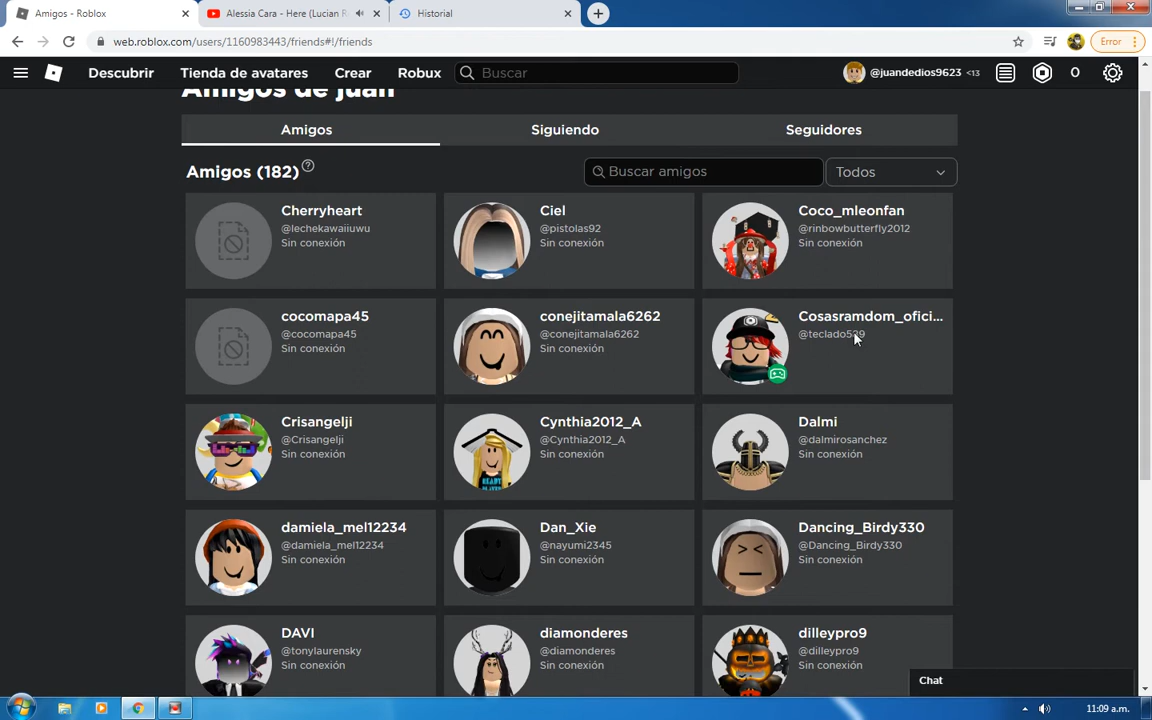 Amigos - Roblox
Alessia Cara - Here (Lucian R
Historial
web.roblox.com/users/1160983443/friends#!/friends
Error
Descubrir
Tienda de avatares
Crear
Robux
Buscar
@juandedios9623 <13
0
Amigos de juan
Amigos
Siguiendo
Seguidores
Amigos (182)
Buscar amigos
Todos
Cherryheart
@lechekawaiiuwu
Sin conexión
Ciel
@pistolas92
Sin conexión
Coco_mleonfan
@rinbowbutterfly2012
Sin conexión
cocomapa45
@cocomapa45
Sin conexión
conejitamala6262
@conejitamala6262
Sin conexión
Cosasramdom_ofici...
@teclado529
Crisangelji
@Crisangelji
Sin conexión
Cynthia2012_A
@Cynthia2012_A
Sin conexión
Dalmi
@dalmirosanchez
Sin conexión
damiela_mel12234
@damiela_mel12234
Sin conexión
Dan_Xie
@nayumi2345
Sin conexión
Dancing_Birdy330
@Dancing_Birdy330
Sin conexión
DAVI
@tonylaurensky
Sin conexión
diamonderes
@diamonderes
Sin conexión
dilleypro9
@dilleypro9
Sin conexión
Chat
11:09 a.m.